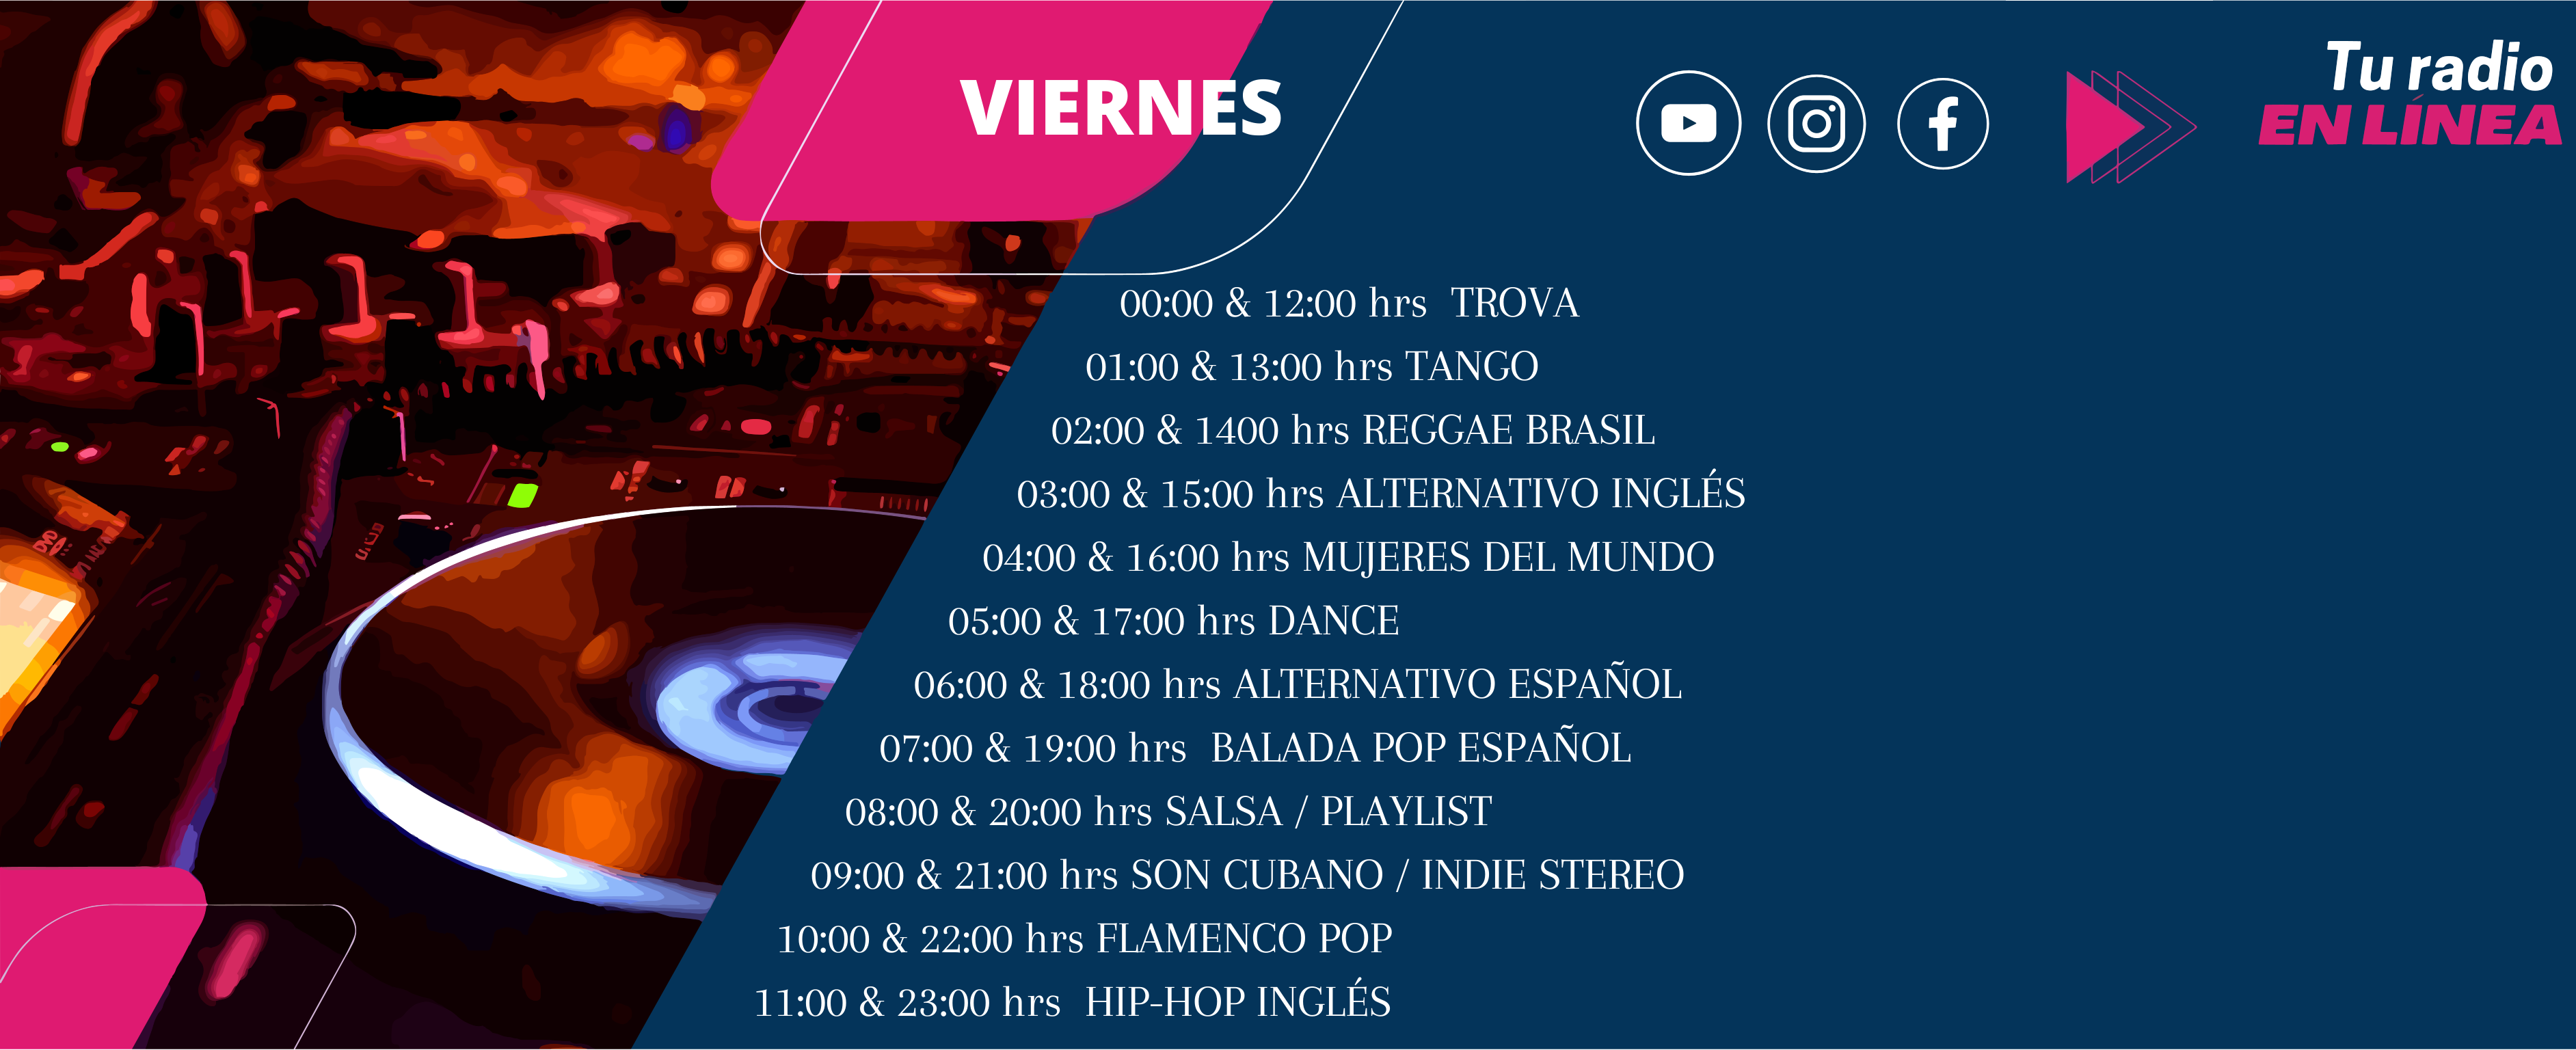 VIERNES
Tu radio
EN LÍNEA
00:00 & 12:00 hrs  TROVA
01:00 & 13:00 hrs TANGO
02:00 & 1400 hrs REGGAE BRASIL
03:00 & 15:00 hrs ALTERNATIVO INGLÉS
04:00 & 16:00 hrs MUJERES DEL MUNDO
05:00 & 17:00 hrs DANCE
06:00 & 18:00 hrs ALTERNATIVO ESPAÑOL
07:00 & 19:00 hrs  BALADA POP ESPAÑOL
08:00 & 20:00 hrs SALSA / PLAYLIST
09:00 & 21:00 hrs SON CUBANO / INDIE STEREO
10:00 & 22:00 hrs FLAMENCO POP
11:00 & 23:00 hrs  HIP-HOP INGLÉS